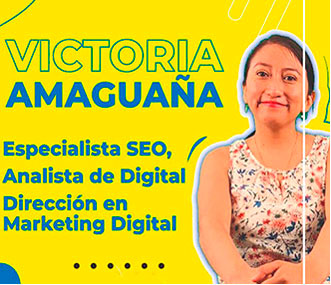 VICTORIA
AMAGUAÑA
Especialista SEO,
Analista de Digital
Dirección en
Marketing Digital